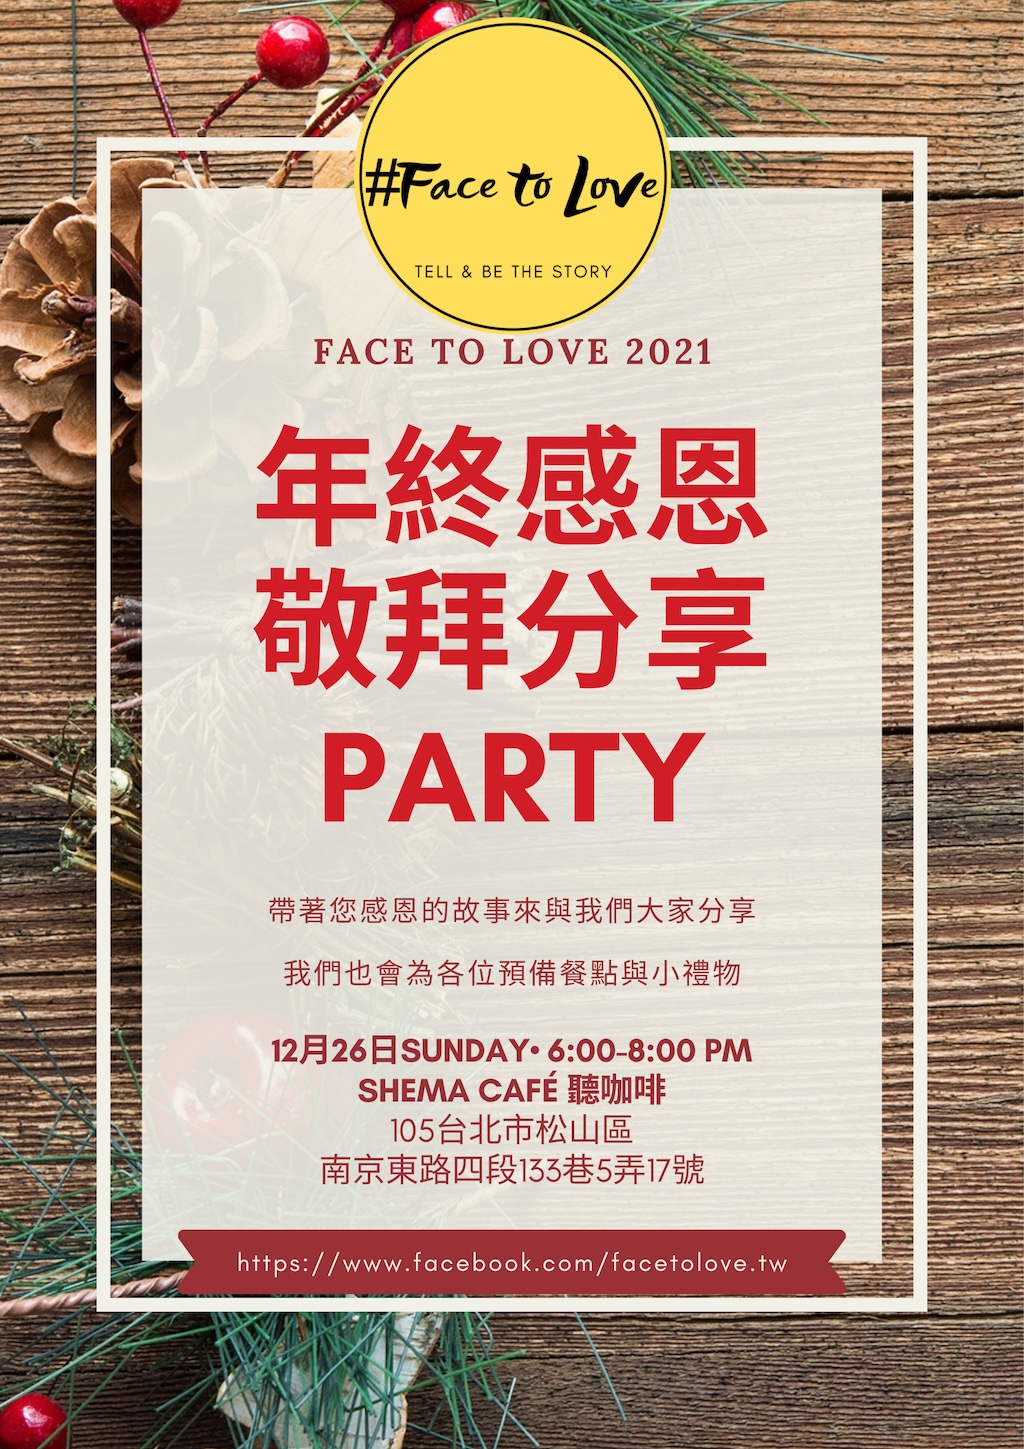 #Face to Love
TELL & BE THE STORY
FACE TO LOVE 2021
年終感恩
敬拜分享
PARTY
帶著您感恩的故事來與我們大家分享
我們也會為各位預備餐點與小禮物
12月26日SUNDAY• 6:00-8:00 PM
SHEMA CAFÉ 聽咖啡
105台北市松山區
南京東路四段133巷5弄17號
https://www.facebook.com/facetolove.tw